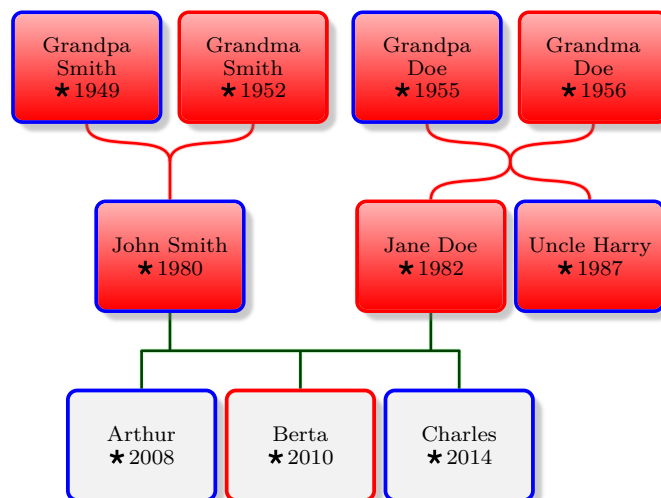 Grandpa
Smith
★ 1949
Grandma
Smith
★ 1952
Grandpa
Doe
★ 1955
Grandma
Doe
★ 1956
John Smith
★ 1980
Jane Doe
★ 1982
Uncle Harry
★ 1987
Arthur
★ 2008
Berta
★ 2010
Charles
★ 2014